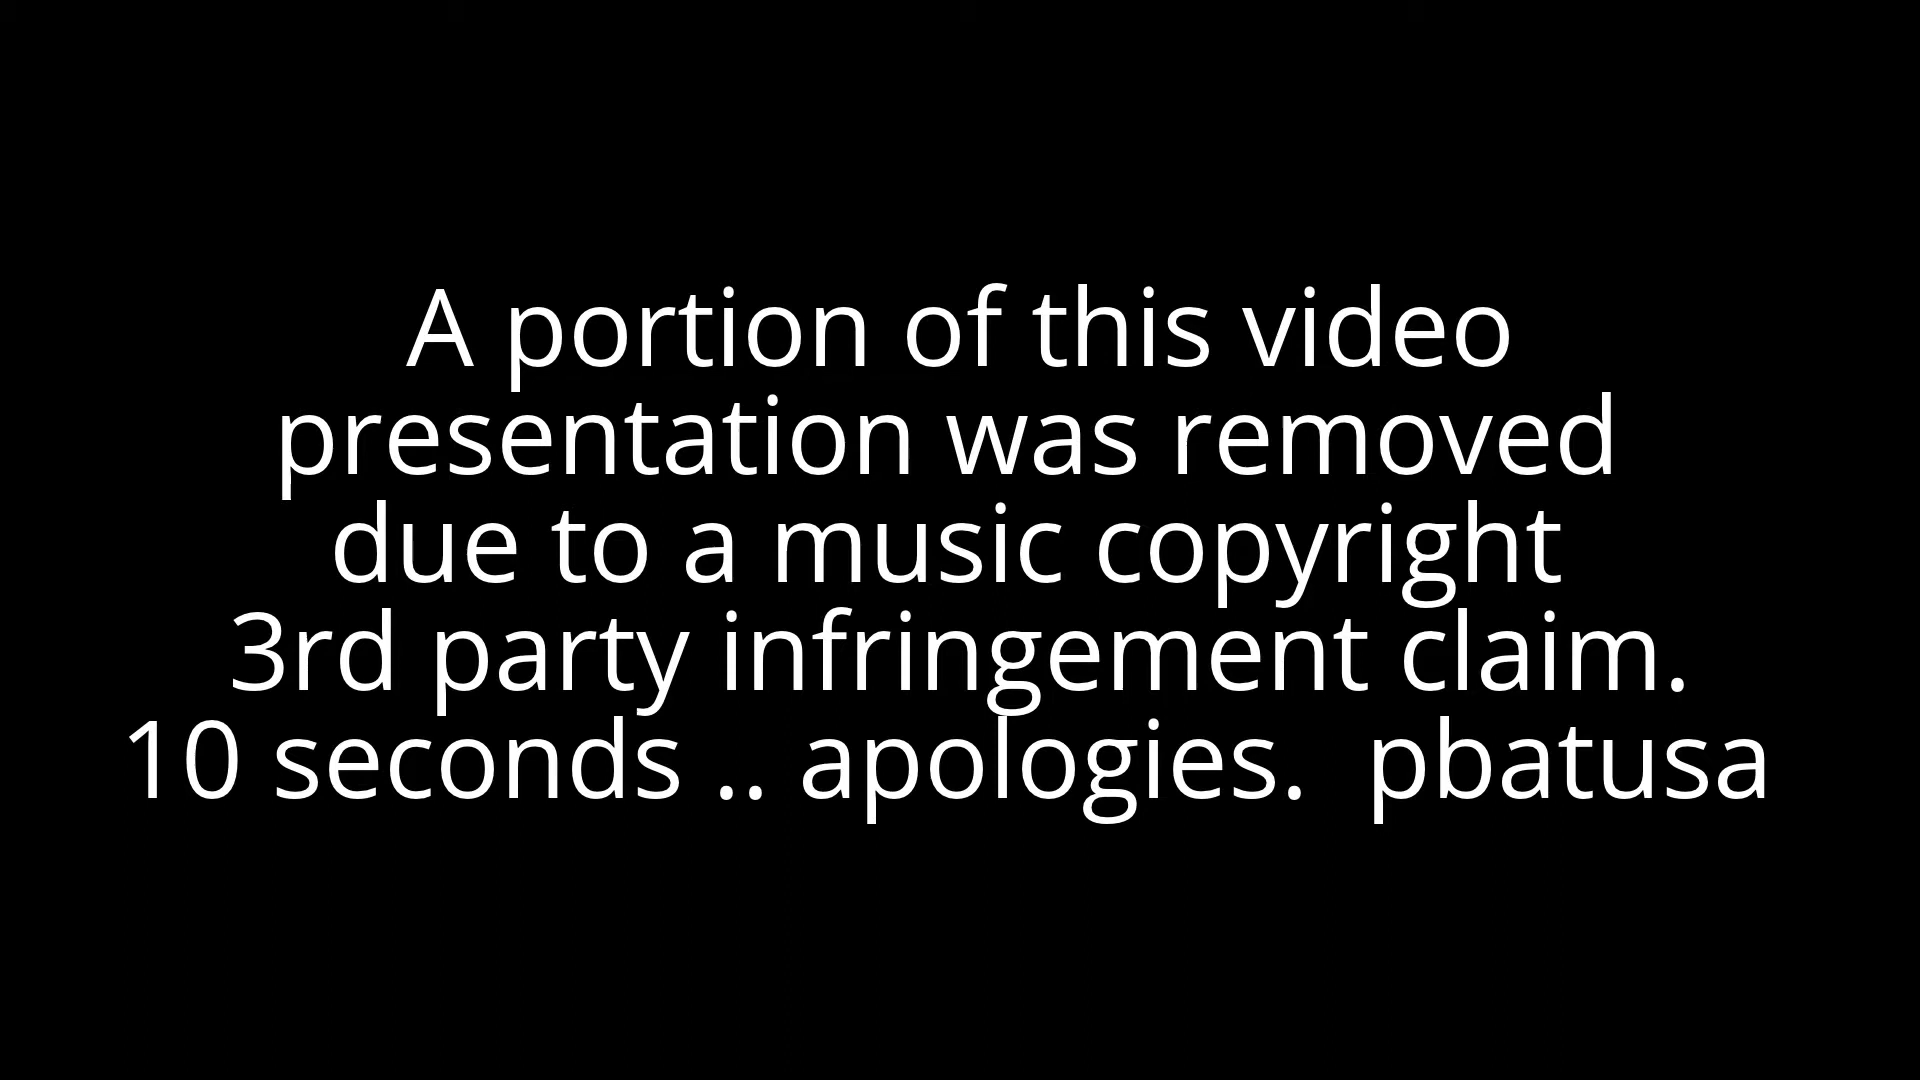 A portion of this video
presentation was removed
due to a music copyright
3rd party infringement claim.
10 seconds .. apologies.  pbatusa